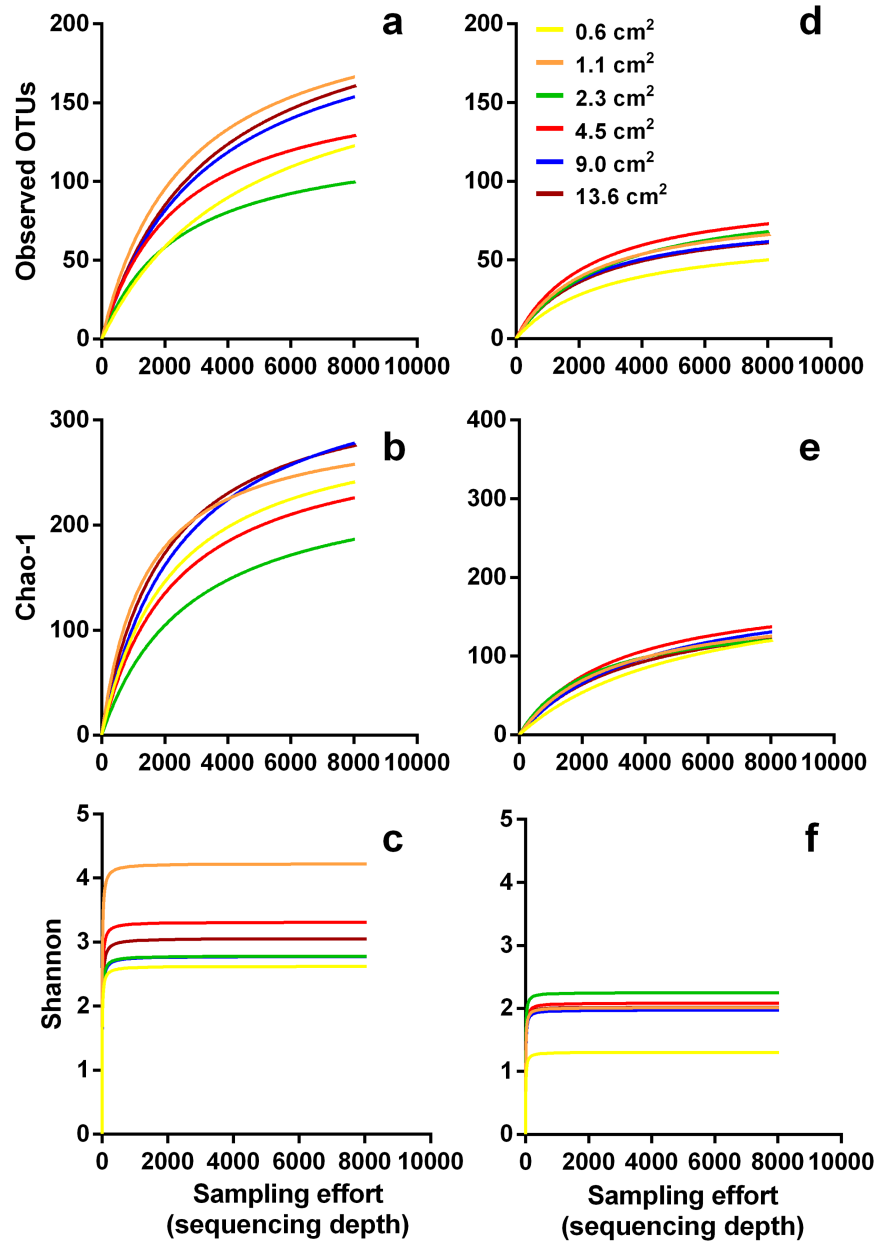 a
Observed OTUs
200
150
100
50
0
0 2000 4000 6000 8000 10000
d
0.6 cm²
1.1 cm²
2.3 cm²
4.5 cm²
9.0 cm²
13.6 cm²
200
150
100
50
0
0 2000 4000 6000 8000 10000
b
Chao-1
300
200
100
0
0 2000 4000 6000 8000 10000
e
400
300
200
100
0
0 2000 4000 6000 8000 10000
c
Shannon
5
4
3
2
1
0
0 2000 4000 6000 8000 10000
Sampling effort
(sequencing depth)
f
5
4
3
2
1
0
0 2000 4000 6000 8000 10000
Sampling effort
(sequencing depth)